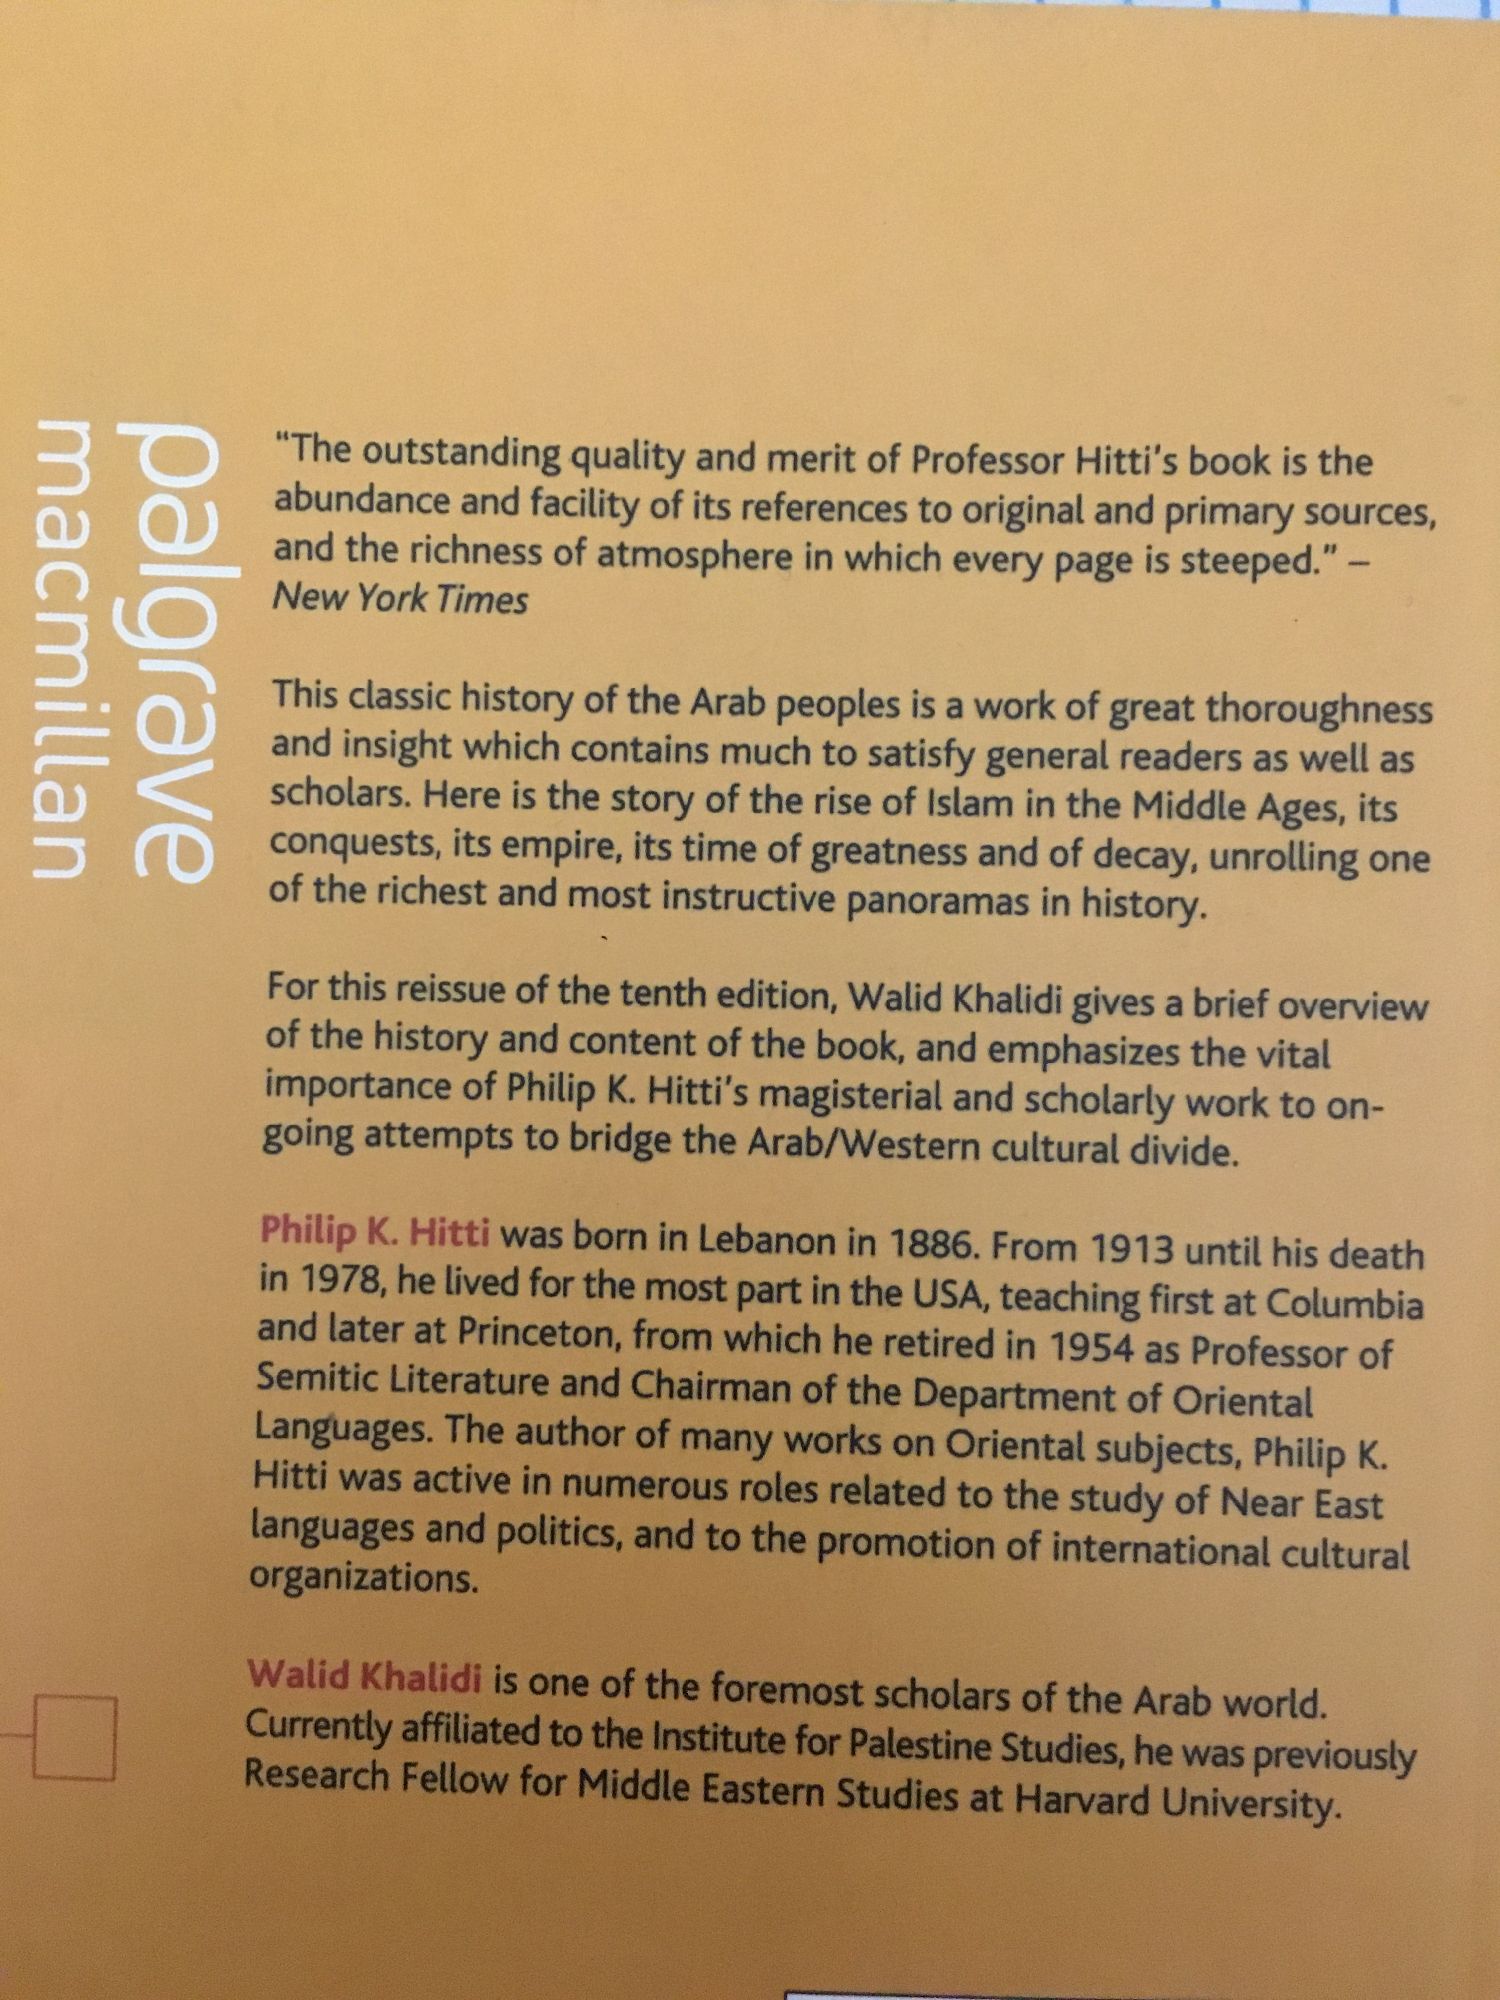 palgrave
macmillan
“The outstanding quality and merit of Professor Hitti’s book is the
abundance and facility of its references to original and primary sources,
and the richness of atmosphere in which every page is steeped.” –
New York Times
This classic history of the Arab peoples is a work of great thoroughness
and insight which contains much to satisfy general readers as well as
scholars. Here is the story of the rise of Islam in the Middle Ages, its
conquests, its empire, its time of greatness and of decay, unrolling one
of the richest and most instructive panoramas in history.
For this reissue of the tenth edition, Walid Khalidi gives a brief overview
of the history and content of the book, and emphasizes the vital
importance of Philip K. Hitti’s magisterial and scholarly work to on-
going attempts to bridge the Arab/Western cultural divide.
Philip K. Hitti was born in Lebanon in 1886. From 1913 until his death
in 1978, he lived for the most part in the USA, teaching first at Columbia
and later at Princeton, from which he retired in 1954 as Professor of
Semitic Literature and Chairman of the Department of Oriental
Languages. The author of many works on Oriental subjects, Philip K.
Hitti was active in numerous roles related to the study of Near East
languages and politics, and to the promotion of international cultural
organizations.
Walid Khalidi is one of the foremost scholars of the Arab world.
Currently affiliated to the Institute for Palestine Studies, he was previously
Research Fellow for Middle Eastern Studies at Harvard University.